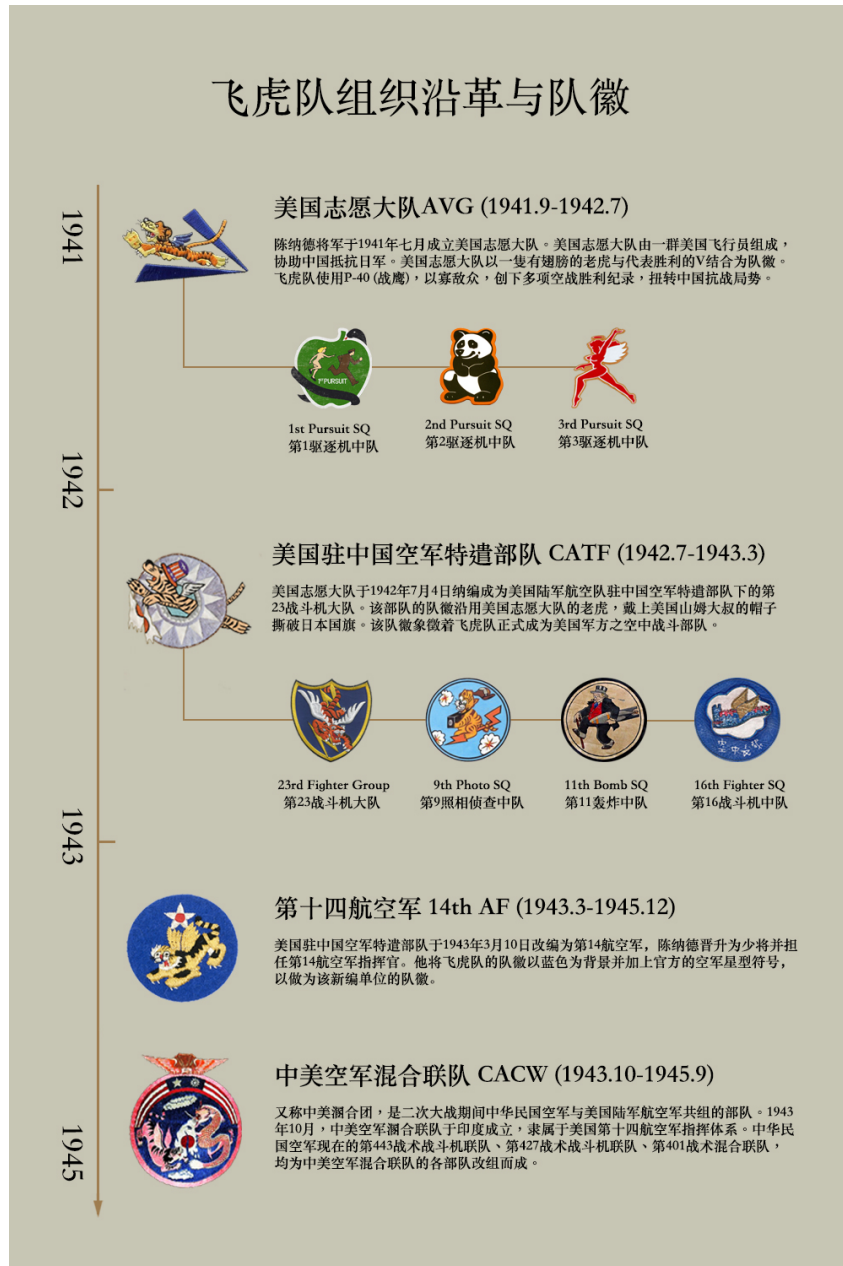 飞虎队组织沿革与队徽
1941
美国志愿大队AVG (1941.9-1942.7)
陈纳德将军于1941年七月成立美国志愿大队。美国志愿大队由一群美国飞行员组成，
协助中国抵抗日军。美国志愿大队以一隻有翅膀的老虎与代表胜利的V结合为队徽。
飞虎队使用P-40 (战鹰)，以寡敌众，创下多项空战胜利纪录，扭转中国抗战局势。
1st PURSUIT
1st Pursuit SQ
第1驱逐机中队
2nd Pursuit SQ
第2驱逐机中队
3rd Pursuit SQ
第3驱逐机中队
1942
美国驻中国空军特遣部队 CATF (1942.7-1943.3)
美国志愿大队于1942年7月4日纳编成为美国陆军航空队驻中国空军特遣部队下的第
23战斗机大队。该部队的队徽沿用美国志愿大队的老虎，戴上美国山姆大叔的帽子
撕破日本国旗。该队徽象徵着飞虎队正式成为美国军方之空中战斗部队。
23rd Fighter Group
第23战斗机大队
9th Photo SQ
第9照相侦查中队
11th Bomb SQ
第11轰炸中队
16th Fighter SQ
第16战斗机中队
1943
第十四航空军 14th AF (1943.3-1945.12)
美国驻中国空军特遣部队于1943年3月10日改编为第14航空军，陈纳德晋升为少将并担
任第14航空军指挥官。他将飞虎队的队徽以蓝色为背景并加上官方的空军星型符号，
以做为该新编单位的队徽。
中美空军混合联队 CACW (1943.10-1945.9)
又称中美溷合团，是二次大战期间中华民国空军与美国陆军航空军共组的部队。1943
年10月，中美空军溷合联队于印度成立，隶属于美国第十四航空军指挥体系。中华民
国空军现在的第443战术战斗机联队、第427战术战斗机联队、第401战术混合联队，
均为中美空军混合联队的各部队改组而成。
1945